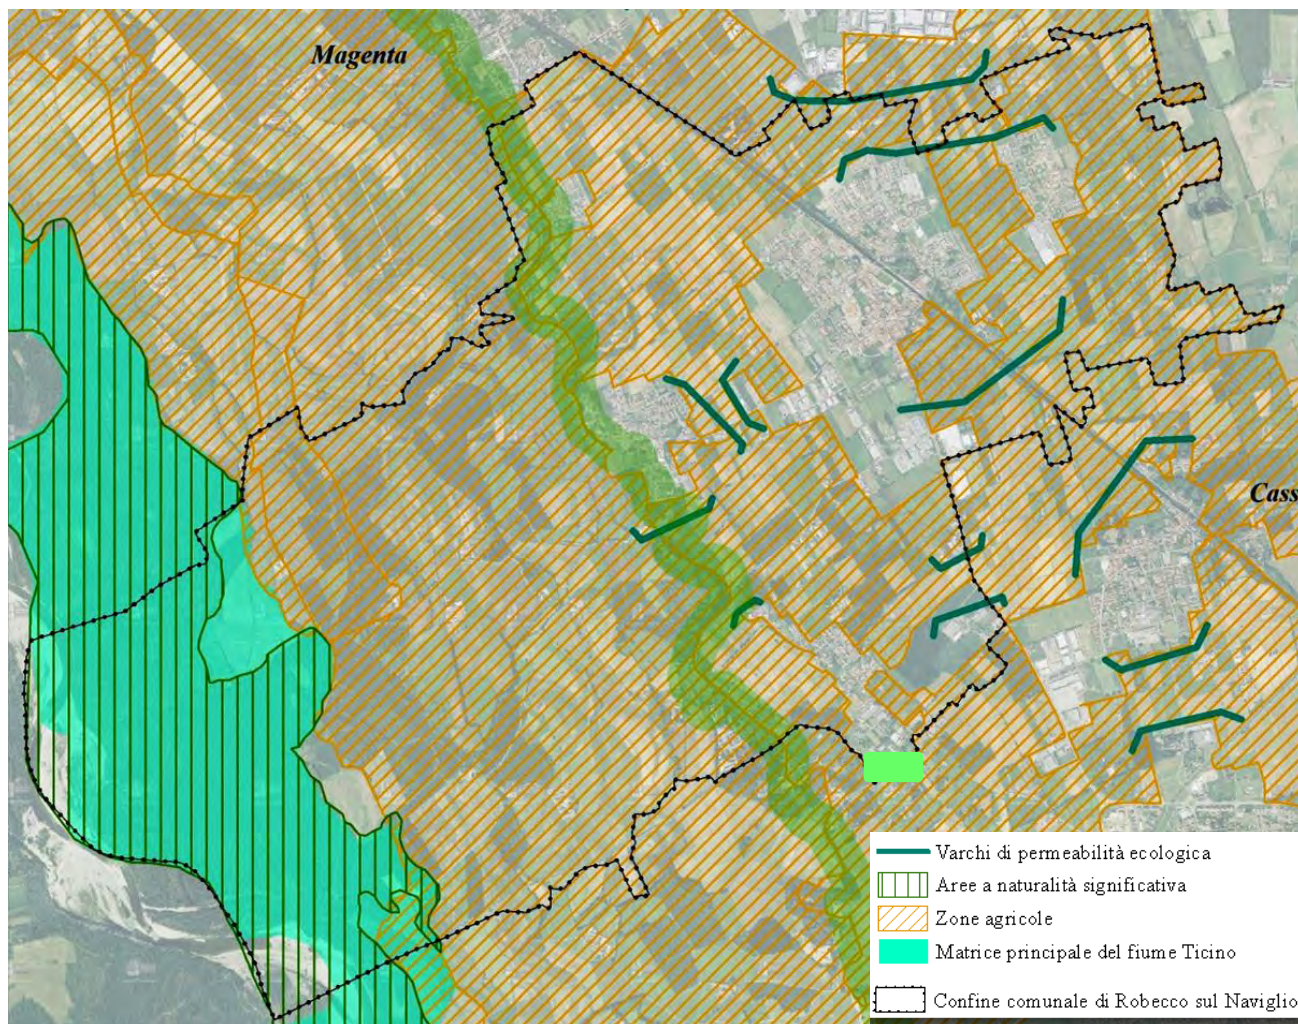 Magenta
Cass
Varchi di permeabilità ecologica
Aree a naturalità significativa
Zone agricole
Matrice principale del fiume Ticino
Confine comunale di Robecco sul Naviglio